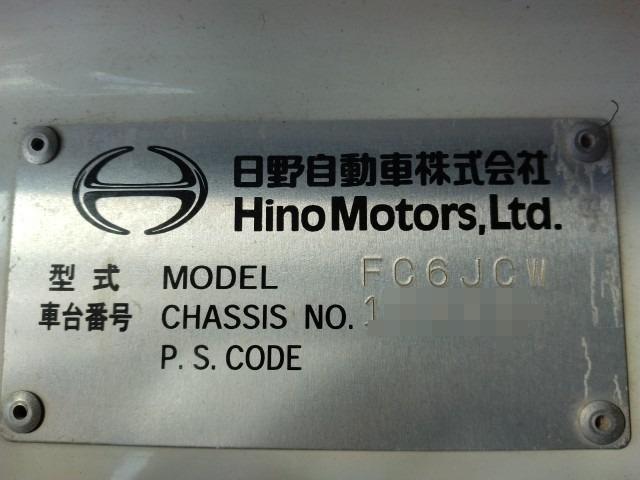 日野自動車株式会社
Hino Motors, Ltd.
型式 MODEL FC6JCW
車台番号 CHASSIS NO. 1
P.S. CODE